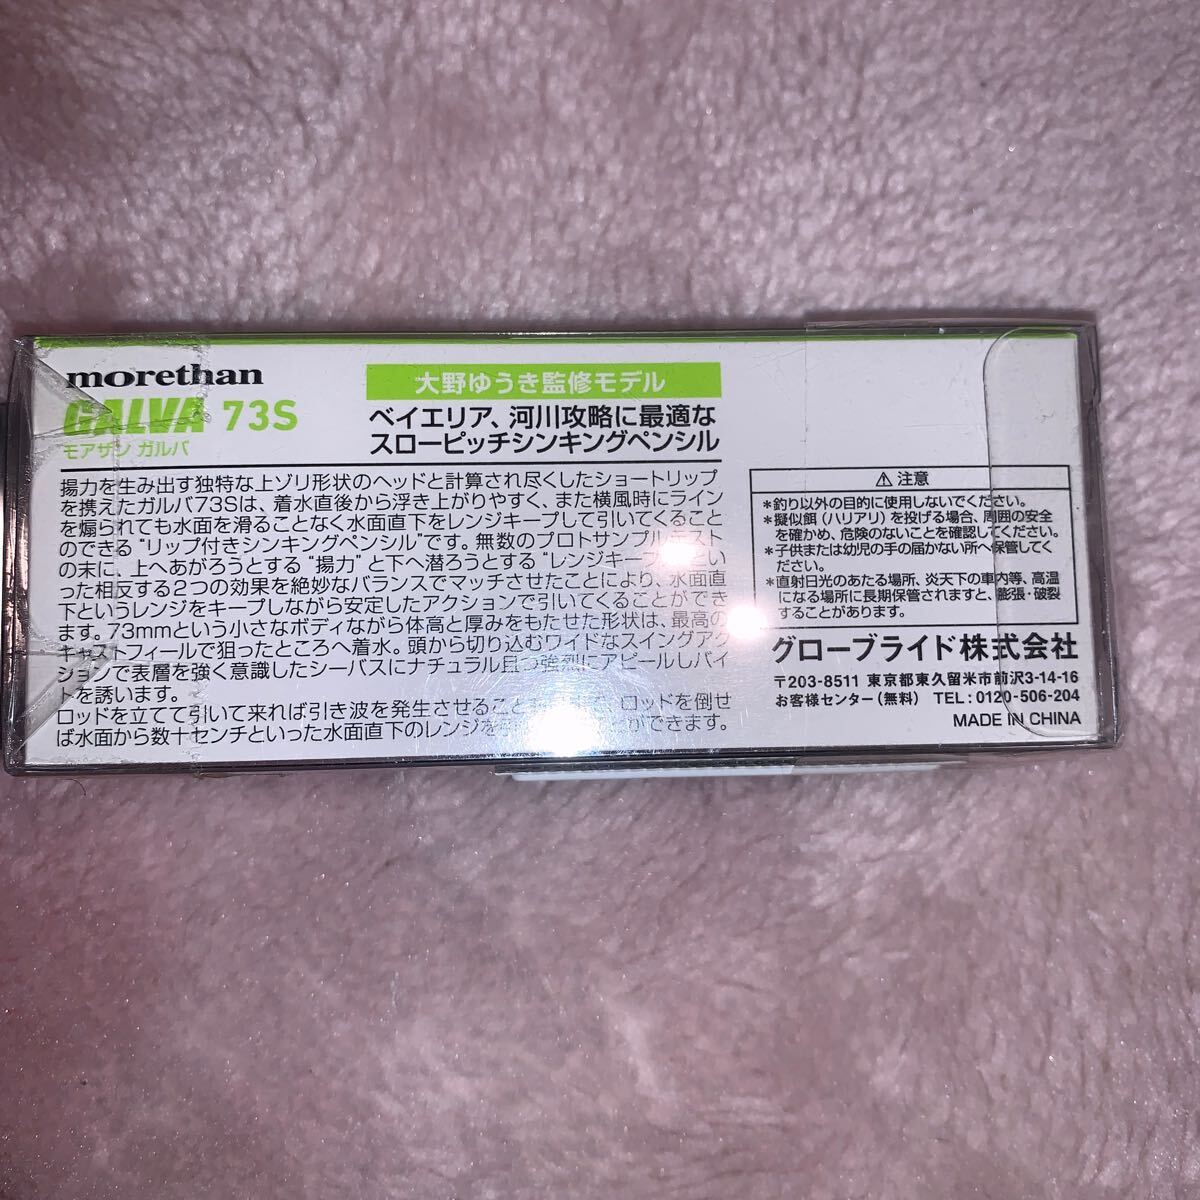 morethan
GALVA 73S
モアザン ガルバ
大野ゆうき監修モデル
ベイエリア、河川攻略に最適な
スローピッチシンキングペンシル
揚力を生み出す独特な上ゾリ形状のヘッドと計算され尽くしたショートリップ
を携えたガルバ73Sは、着水直後から浮き上がりやすく、また横風時にライン
を煽られても水面を滑ることなく水面直下をレンジキープして引いてくること
のできる "リップ付きシンキングペンシル"です。無数のプロトサンプルテスト
の末に、上へあがろうとする "揚力" と下へ潜ろうとする "レンジキープ
った相反する2つの効果を絶妙なバランスでマッチさせたことにより、水面直
下というレンジをキープしながら安定したアクションで引いてくることができ
ます。73mmという小さなボディながら体高と厚みをもたせた形状は、最高の
キャストフィールで狙ったところへ着水。頭から切り込むワイドなスイングアク
ションで表層を強く意識したシーバスにナチュラル且つ強烈にアピールしバイ
トを誘います。
ロッドを立てて引いて来れば引き波を発生させること ロッドを倒せ
ば水面から数十センチといった水面直下のレンジを ができます。
⚠ 注意
*釣り以外の目的に使用しないでください。
*擬似餌(ハリアリ)を投げる場合、周囲の安全
を確かめ、危険のないことを確認してください。
*子供または幼児の手の届かない所へ保管してく
ださい。
*直射日光のあたる場所、炎天下の車内等、高温
になる場所に長期保管されますと、膨張・破裂
することがあります。
グローブライド株式会社
〒203-8511 東京都東久留米市前沢3-14-16
お客様センター(無料) TEL:0120-506-204
MADE IN CHINA